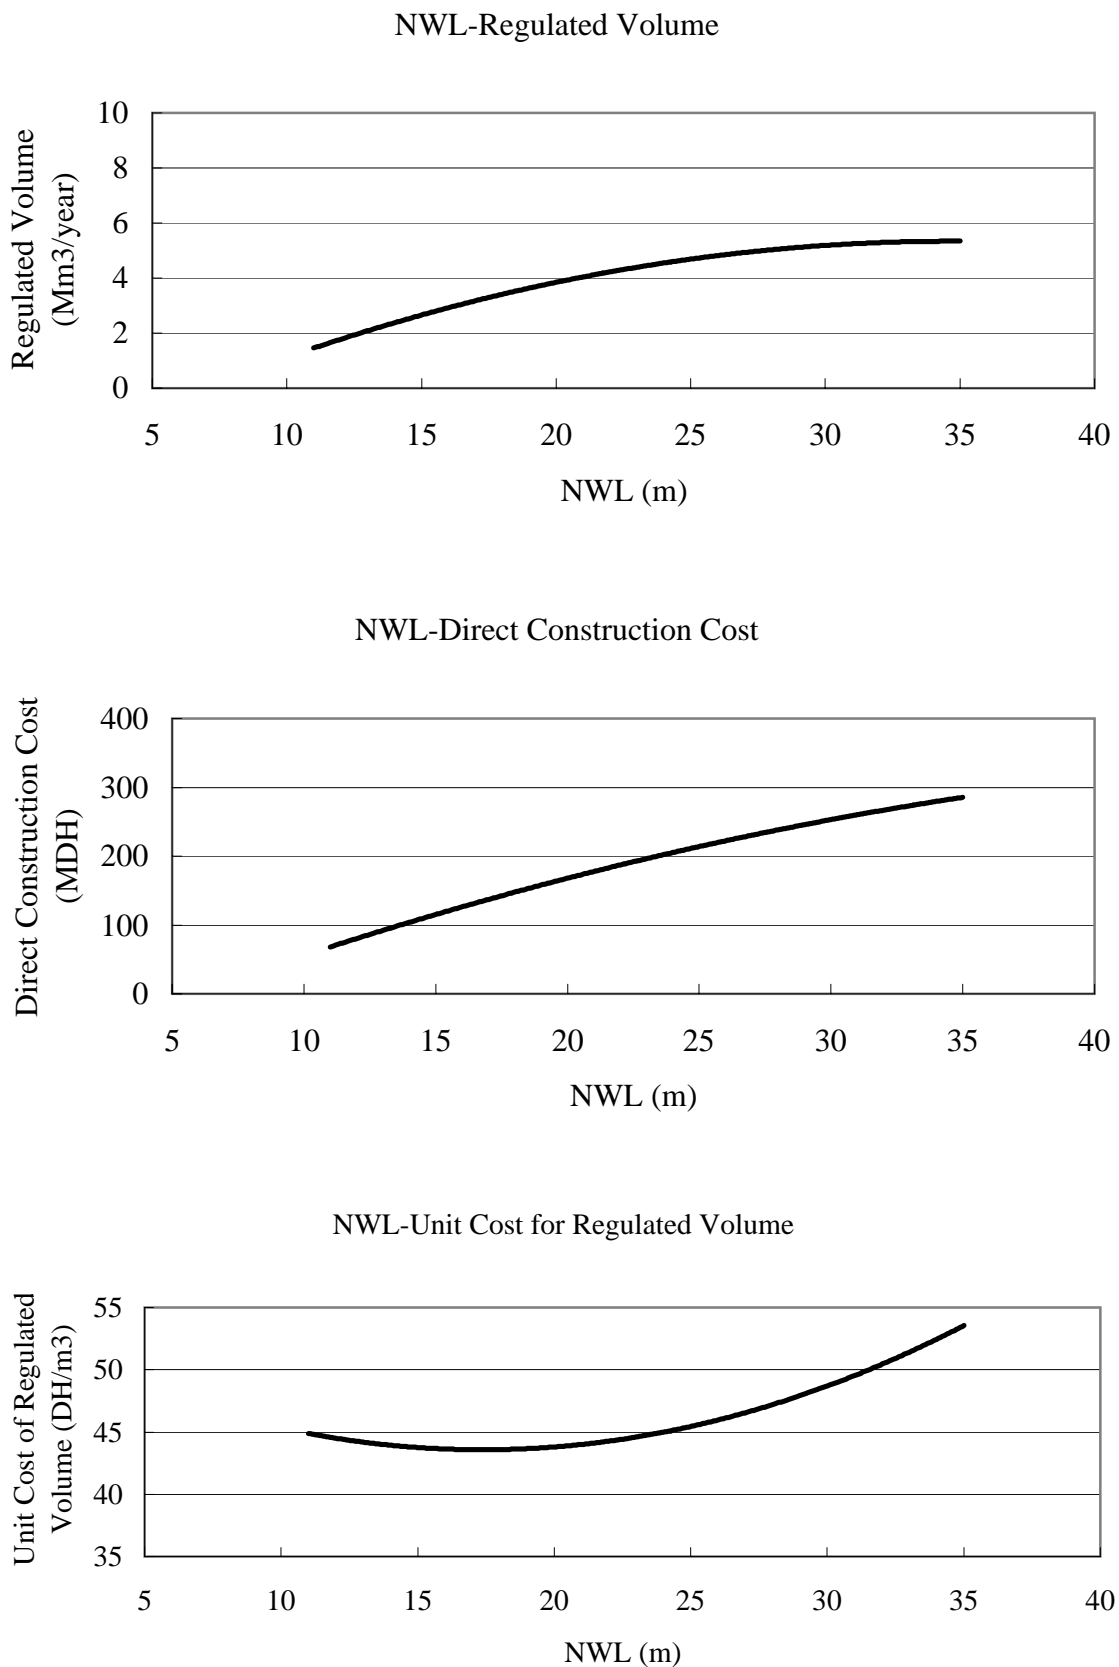 NWL-Regulated Volume
Regulated Volume
(Mm3/year)
10
8
6
4
2
0
5 10 15 20 25 30 35 40
NWL (m)
NWL-Direct Construction Cost
Direct Construction Cost
(MDH)
400
300
200
100
0
5 10 15 20 25 30 35 40
NWL (m)
NWL-Unit Cost for Regulated Volume
Unit Cost of Regulated
Volume (DH/m3)
55
50
45
40
35
5 10 15 20 25 30 35 40
NWL (m)